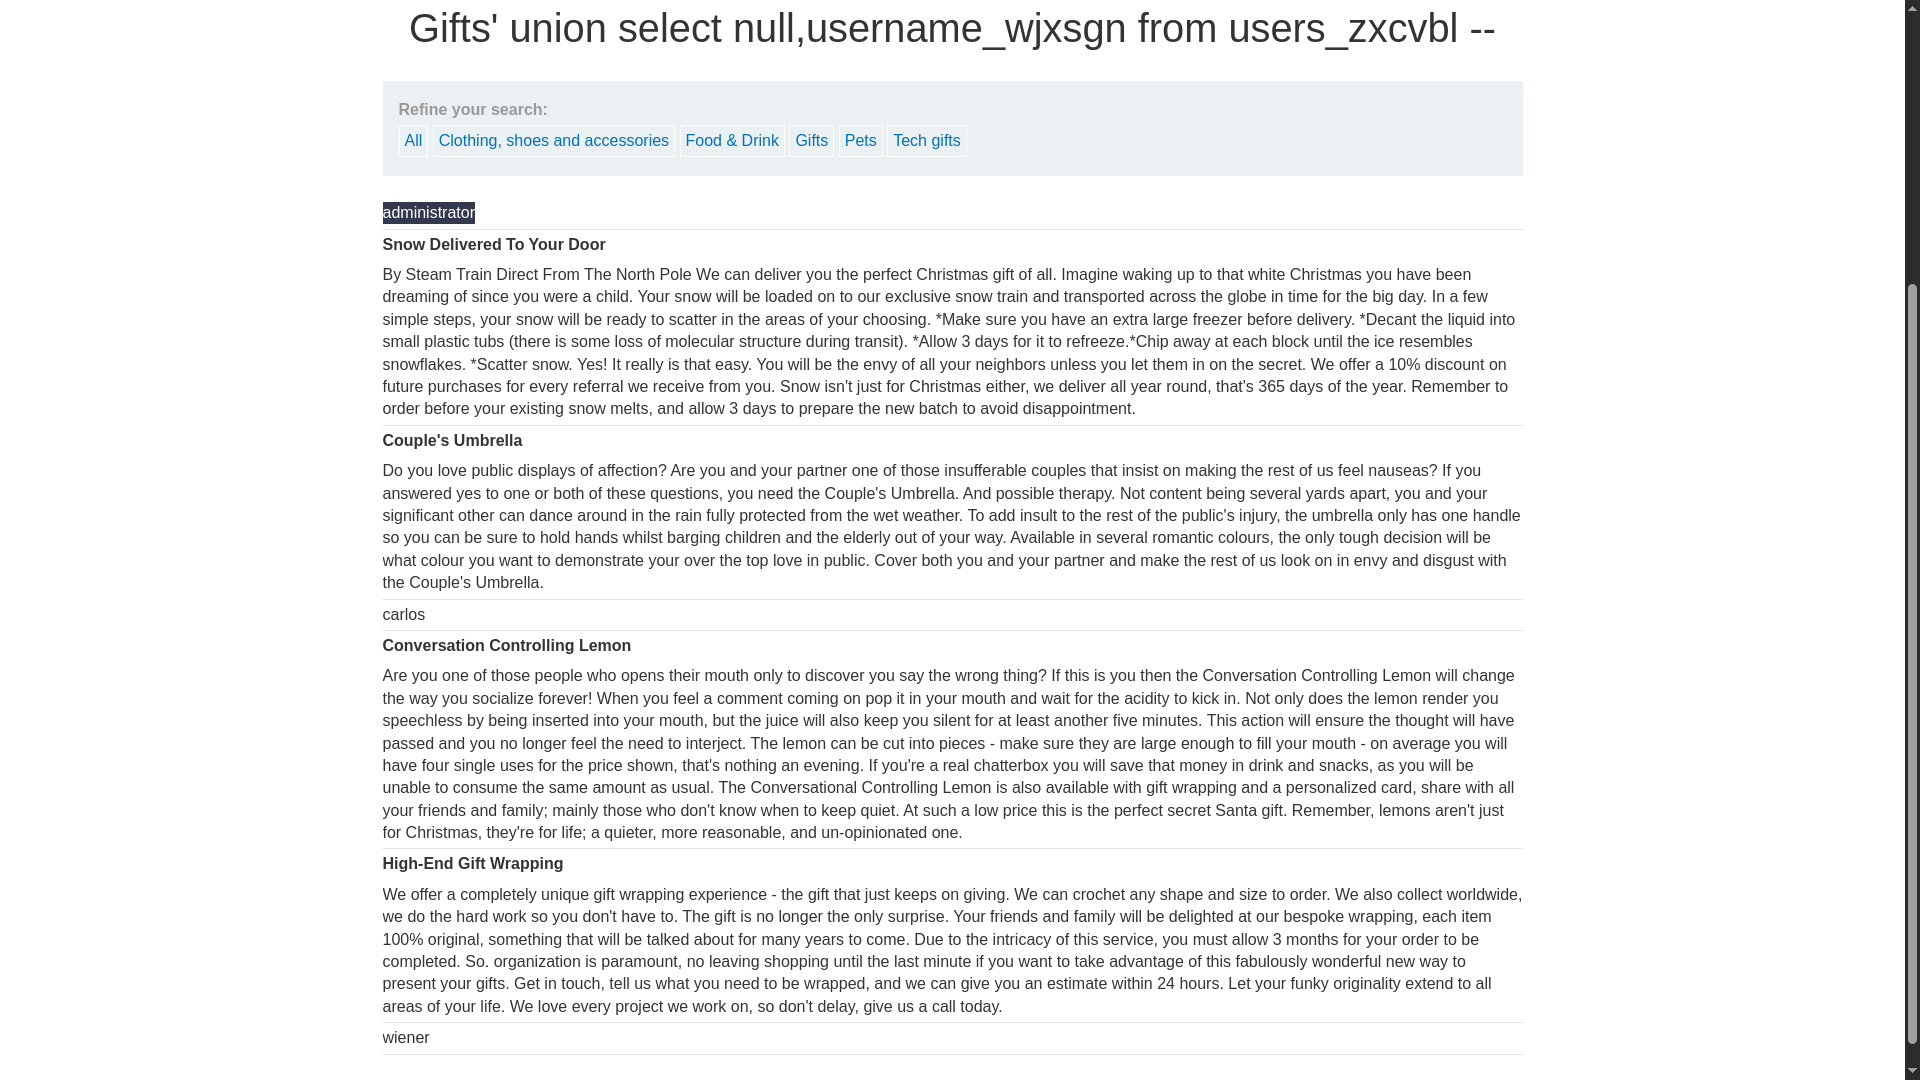 Gifts' union select null,username_wjxsgn from users_zxcvbl --
Refine your search:
All Clothing, shoes and accessories Food & Drink Gifts Pets Tech gifts
administrator
Snow Delivered To Your Door
By Steam Train Direct From The North Pole We can deliver you the perfect Christmas gift of all. Imagine waking up to that white Christmas you have been
dreaming of since you were a child. Your snow will be loaded on to our exclusive snow train and transported across the globe in time for the big day. In a few
simple steps, your snow will be ready to scatter in the areas of your choosing. *Make sure you have an extra large freezer before delivery. *Decant the liquid into
small plastic tubs (there is some loss of molecular structure during transit). *Allow 3 days for it to refreeze.*Chip away at each block until the ice resembles
snowflakes. *Scatter snow. Yes! It really is that easy. You will be the envy of all your neighbors unless you let them in on the secret. We offer a 10% discount on
future purchases for every referral we receive from you. Snow isn't just for Christmas either, we deliver all year round, that's 365 days of the year. Remember to
order before your existing snow melts, and allow 3 days to prepare the new batch to avoid disappointment.
Couple's Umbrella
Do you love public displays of affection? Are you and your partner one of those insufferable couples that insist on making the rest of us feel nauseas? If you
answered yes to one or both of these questions, you need the Couple's Umbrella. And possible therapy. Not content being several yards apart, you and your
significant other can dance around in the rain fully protected from the wet weather. To add insult to the rest of the public's injury, the umbrella only has one handle
so you can be sure to hold hands whilst barging children and the elderly out of your way. Available in several romantic colours, the only tough decision will be
what colour you want to demonstrate your over the top love in public. Cover both you and your partner and make the rest of us look on in envy and disgust with
the Couple's Umbrella.
carlos
Conversation Controlling Lemon
Are you one of those people who opens their mouth only to discover you say the wrong thing? If this is you then the Conversation Controlling Lemon will change
the way you socialize forever! When you feel a comment coming on pop it in your mouth and wait for the acidity to kick in. Not only does the lemon render you
speechless by being inserted into your mouth, but the juice will also keep you silent for at least another five minutes. This action will ensure the thought will have
passed and you no longer feel the need to interject. The lemon can be cut into pieces - make sure they are large enough to fill your mouth - on average you will
have four single uses for the price shown, that's nothing an evening. If you're a real chatterbox you will save that money in drink and snacks, as you will be
unable to consume the same amount as usual. The Conversational Controlling Lemon is also available with gift wrapping and a personalized card, share with all
your friends and family; mainly those who don't know when to keep quiet. At such a low price this is the perfect secret Santa gift. Remember, lemons aren't just
for Christmas, they're for life; a quieter, more reasonable, and un-opinionated one.
High-End Gift Wrapping
We offer a completely unique gift wrapping experience - the gift that just keeps on giving. We can crochet any shape and size to order. We also collect worldwide,
we do the hard work so you don't have to. The gift is no longer the only surprise. Your friends and family will be delighted at our bespoke wrapping, each item
100% original, something that will be talked about for many years to come. Due to the intricacy of this service, you must allow 3 months for your order to be
completed. So. organization is paramount, no leaving shopping until the last minute if you want to take advantage of this fabulously wonderful new way to
present your gifts. Get in touch, tell us what you need to be wrapped, and we can give you an estimate within 24 hours. Let your funky originality extend to all
areas of your life. We love every project we work on, so don't delay, give us a call today.
wiener